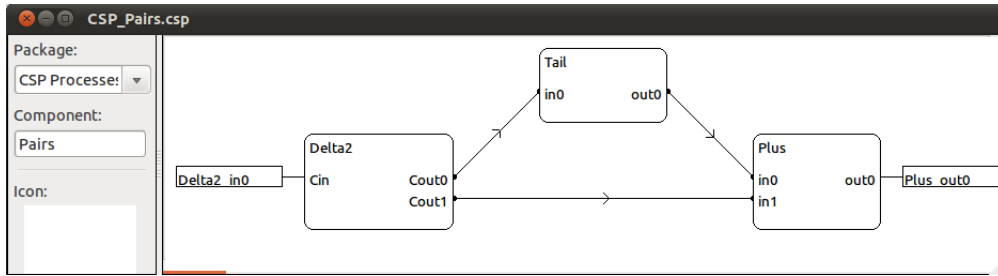 CSP_Pairs.csp
Package:
CSP Processes
Component:
Pairs
Icon:
Delta2_in0
Delta2
Cin
Cout0
Cout1
Tail
in0 out0
Plus
in0 out0
in1
Plus_out0